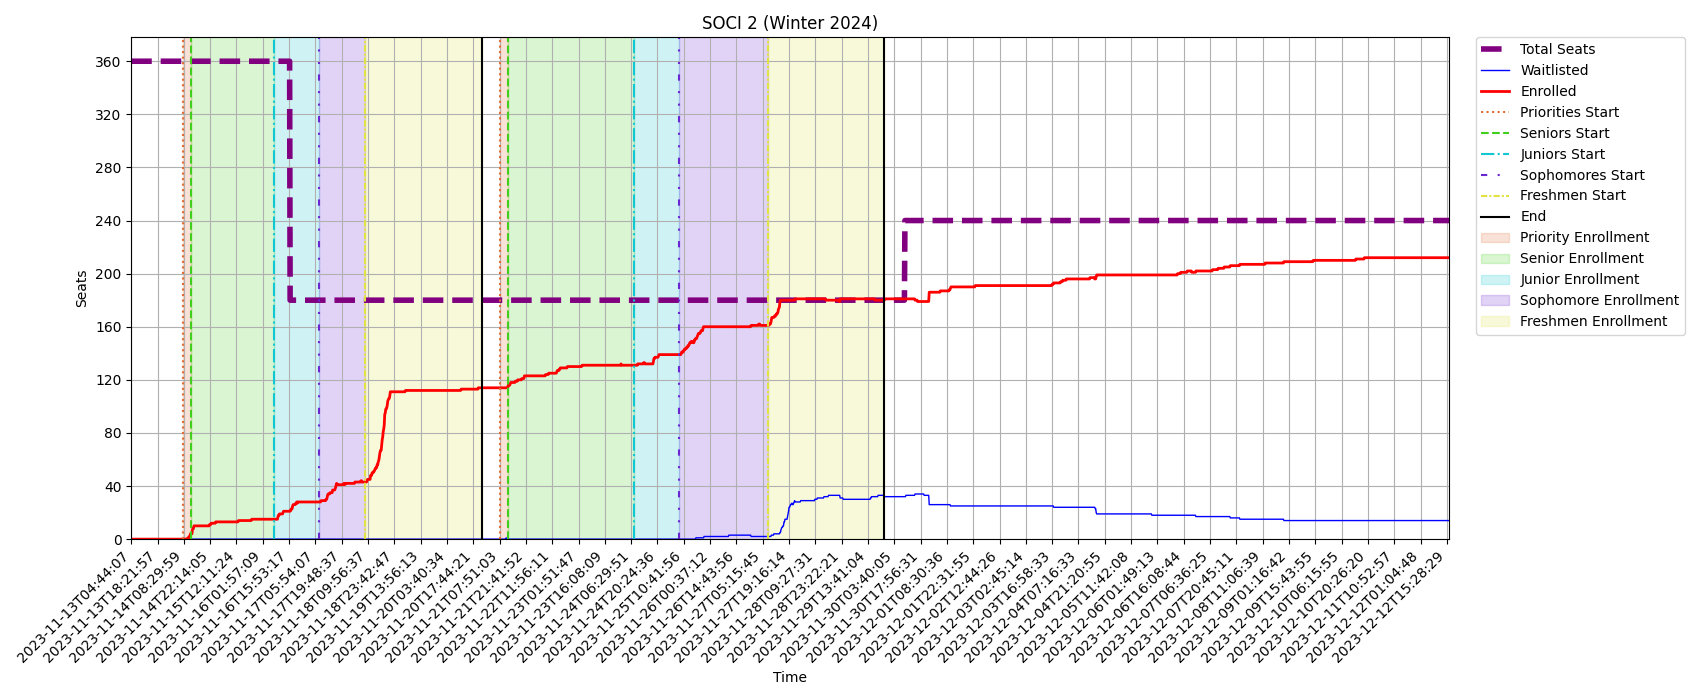 SOCI 2 (Winter 2024)
Seats
360
320
280
240
200
160
120
80
40
0
2023-11-13T04:44:07
2023-11-13T18:21:57
2023-11-14T08:29:59
2023-11-14T22:14:05
2023-11-15T12:11:24
2023-11-16T01:57:09
2023-11-16T15:53:17
2023-11-17T05:54:07
2023-11-17T19:48:37
2023-11-18T09:56:37
2023-11-18T23:42:47
2023-11-19T13:56:13
2023-11-20T03:40:34
2023-11-20T17:44:21
2023-11-21T07:51:03
2023-11-21T21:41:52
2023-11-22T11:56:11
2023-11-23T01:51:47
2023-11-23T16:08:09
2023-11-24T06:29:51
2023-11-24T20:24:36
2023-11-25T10:41:56
2023-11-26T00:37:12
2023-11-26T14:43:56
2023-11-27T05:15:45
2023-11-27T19:16:14
2023-11-28T09:27:31
2023-11-28T23:22:21
2023-11-29T13:41:04
2023-11-30T03:40:05
2023-11-30T17:56:31
2023-12-01T08:30:36
2023-12-01T22:31:55
2023-12-02T12:44:26
2023-12-03T02:45:14
2023-12-03T16:58:33
2023-12-04T07:16:33
2023-12-04T21:20:55
2023-12-05T11:42:08
2023-12-06T01:49:13
2023-12-06T16:08:44
2023-12-07T06:36:25
2023-12-07T20:45:11
2023-12-08T11:06:39
2023-12-09T01:16:42
2023-12-09T15:43:55
2023-12-10T06:15:55
2023-12-10T20:26:20
2023-12-11T10:52:57
2023-12-12T01:04:48
2023-12-12T15:28:29
Time
Total Seats
Waitlisted
Enrolled
Priorities Start
Seniors Start
Juniors Start
Sophomores Start
Freshmen Start
End
Priority Enrollment
Senior Enrollment
Junior Enrollment
Sophomore Enrollment
Freshmen Enrollment